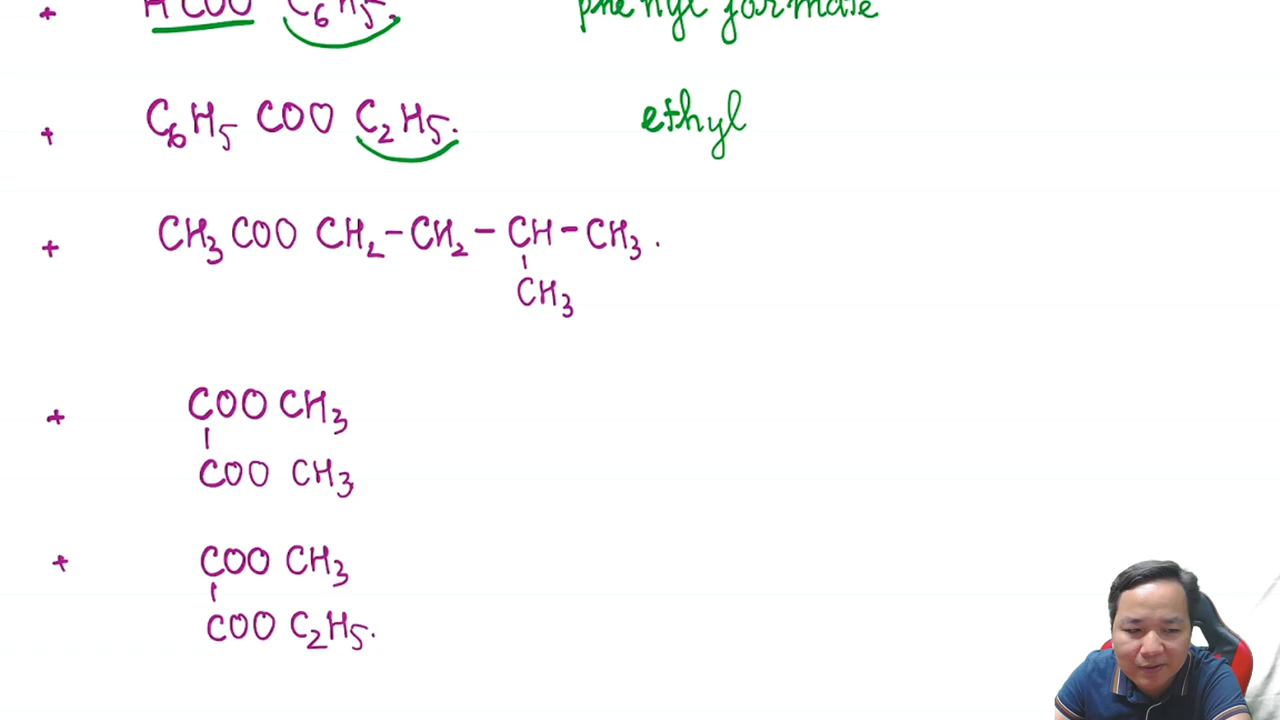 + HCOO C₆H₅. phenyl formate
+ C₆H₅ COO C₂H₅. ethyl
+ CH₃ COO CH₂ – CH₂ – CH – CH₃.
CH₃
+ COO CH₃
COO CH₃
+ COO CH₃
COO C₂H₅.